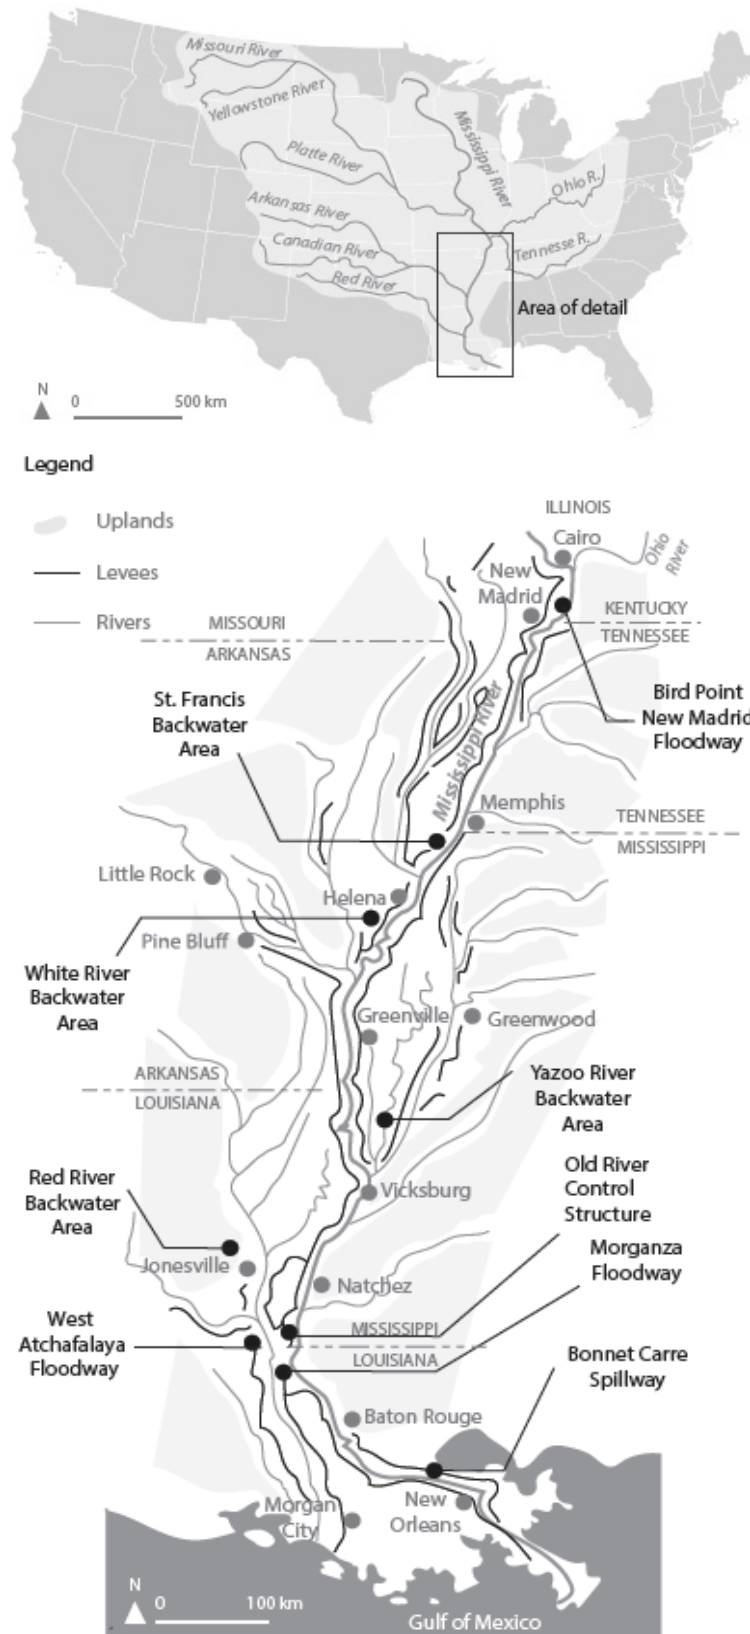 Missouri River
Yellowstone River
Mississippi River
Platte River
Ohio R.
Arkansas River
Canadian River
Tennesse R.
Red River
Area of detail
N
0 500 km
Legend
Uplands
Levees
Rivers
ILLINOIS
Cairo
Ohio
River
New
Madrid
KENTUCKY
TENNESSEE
MISSOURI
ARKANSAS
Bird Point
New Madrid
Floodway
St. Francis
Backwater
Area
Mississippi River
Memphis
TENNESSEE
MISSISSIPPI
Little Rock
Helena
Pine Bluff
White River
Backwater
Area
Greenville
Greenwood
ARKANSAS
LOUISIANA
Yazoo River
Backwater
Area
Red River
Backwater
Area
Vicksburg
Old River
Control
Structure
Jonesville
Natchez
Morganza
Floodway
West
Atchafalaya
Floodway
MISSISSIPPI
LOUISIANA
Bonnet Carre
Spillway
Baton Rouge
Morgan
City
New
Orleans
N
0 100 km
Gulf of Mexico